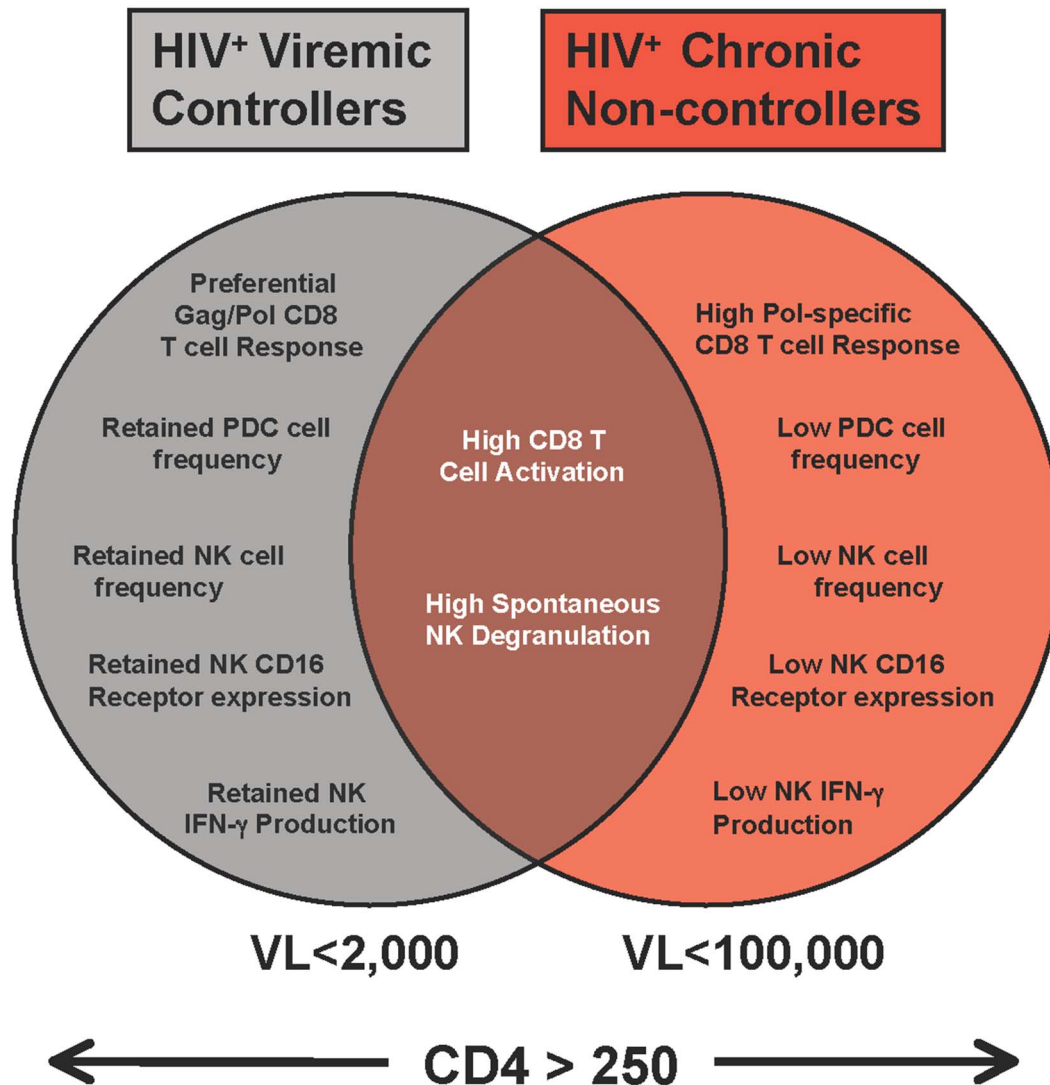 HIV⁺ Viremic
Controllers
HIV⁺ Chronic
Non-controllers
Preferential
Gag/Pol CD8
T cell Response
Retained PDC cell
frequency
Retained NK cell
frequency
Retained NK CD16
Receptor expression
Retained NK
IFN-γ Production
High CD8 T
Cell Activation
High Spontaneous
NK Degranulation
High Pol-specific
CD8 T cell Response
Low PDC cell
frequency
Low NK cell
frequency
Low NK CD16
Receptor expression
Low NK IFN-γ
Production
VL<2,000
VL<100,000
CD4 > 250